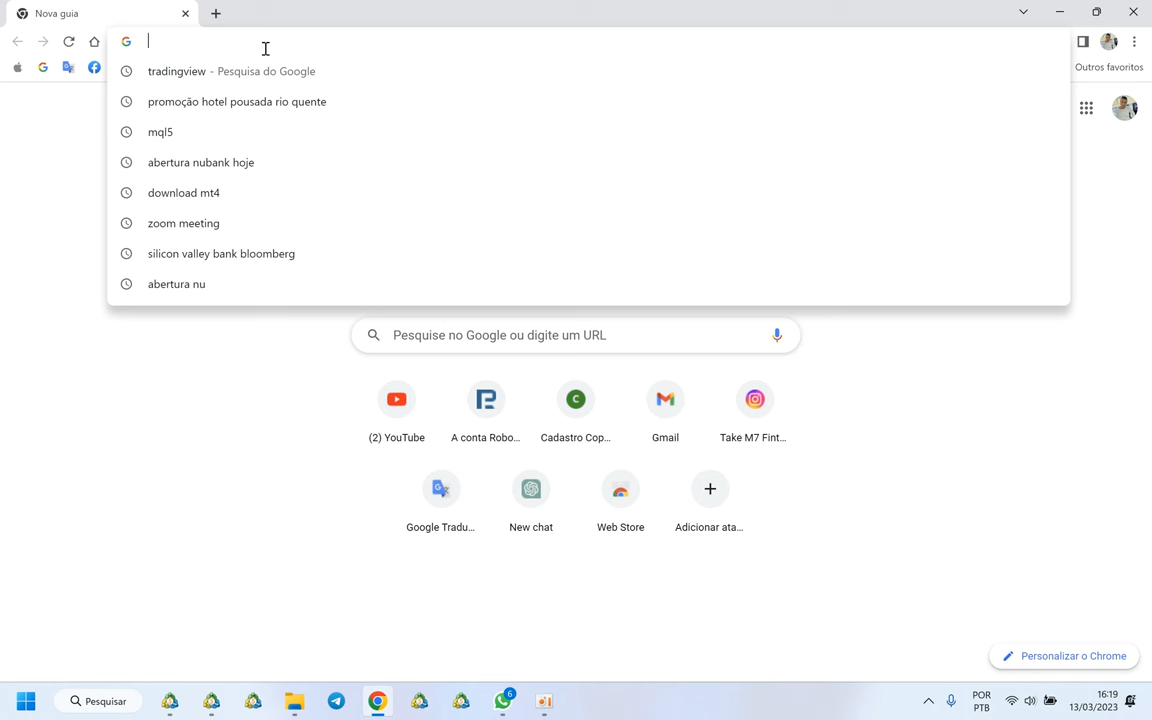 Nova guia
Outros favoritos
tradingview - Pesquisa do Google
promoção hotel pousada rio quente
mql5
abertura nubank hoje
download mt4
zoom meeting
silicon valley bank bloomberg
abertura nu
Pesquise no Google ou digite um URL
(2) YouTube
A conta Robo...
Cadastro Cop...
Gmail
Take M7 Fint...
Google Tradu...
New chat
Web Store
Adicionar ata...
Personalizar o Chrome
Pesquisar
6
POR
PTB
16:19
13/03/2023